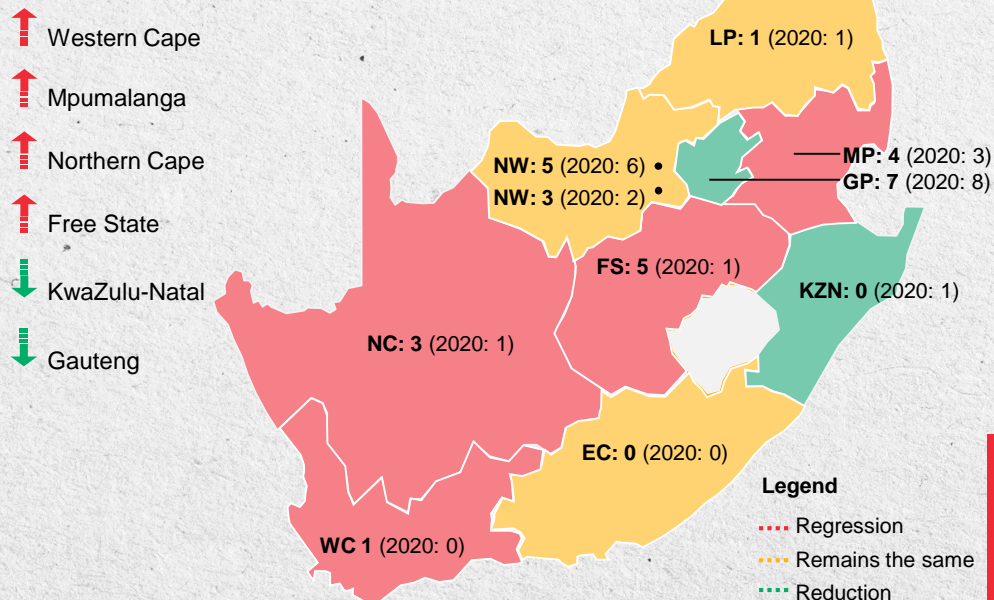 Western Cape
Mpumalanga
Northern Cape
Free State
KwaZulu-Natal
Gauteng
LP: 1 (2020: 1)
NW: 5 (2020: 6) •
NW: 3 (2020: 2) •
MP: 4 (2020: 3)
GP: 7 (2020: 8)
FS: 5 (2020: 1)
KZN: 0 (2020: 1)
NC: 3 (2020: 1)
EC: 0 (2020: 0)
WC 1 (2020: 0)
Legend
Regression
Remains the same
Reduction